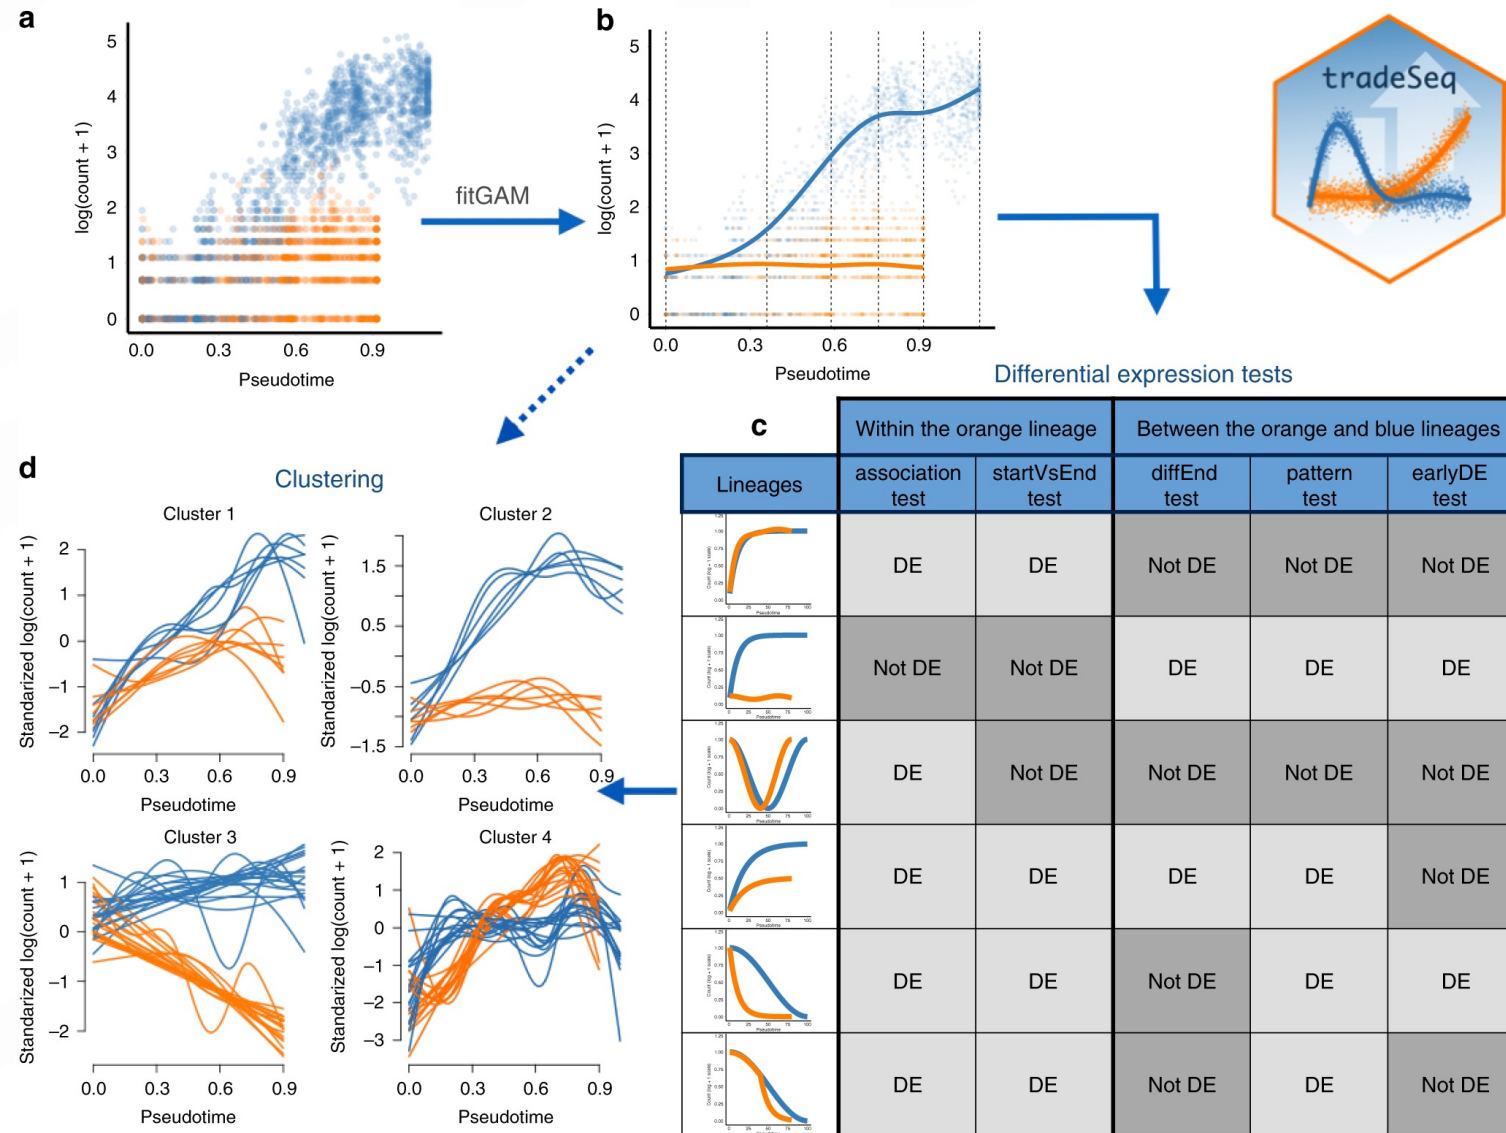 a
log(count + 1)
5
4
3
2
1
0
0.0 0.3 0.6 0.9
Pseudotime
fitGAM
b
log(count + 1)
5
4
3
2
1
0
0.0 0.3 0.6 0.9
Pseudotime
tradeSeq
Differential expression tests
c
Within the orange lineage Between the orange and blue lineages
Lineages association test startVsEnd test diffEnd test pattern test earlyDE test
DE DE Not DE Not DE Not DE
Not DE Not DE DE DE DE
DE Not DE Not DE Not DE Not DE
DE DE DE DE Not DE
DE DE Not DE DE DE
DE DE Not DE DE Not DE
d
Clustering
Cluster 1
Standarized log(count + 1)
2
1
0
−1
−2
0.0 0.3 0.6 0.9
Pseudotime
Cluster 2
Standarized log(count + 1)
1.5
0.5
−0.5
−1.5
0.0 0.3 0.6 0.9
Pseudotime
Cluster 3
Standarized log(count + 1)
1
0
−1
−2
0.0 0.3 0.6 0.9
Pseudotime
Cluster 4
Standarized log(count + 1)
2
1
0
−1
−2
−3
0.0 0.3 0.6 0.9
Pseudotime